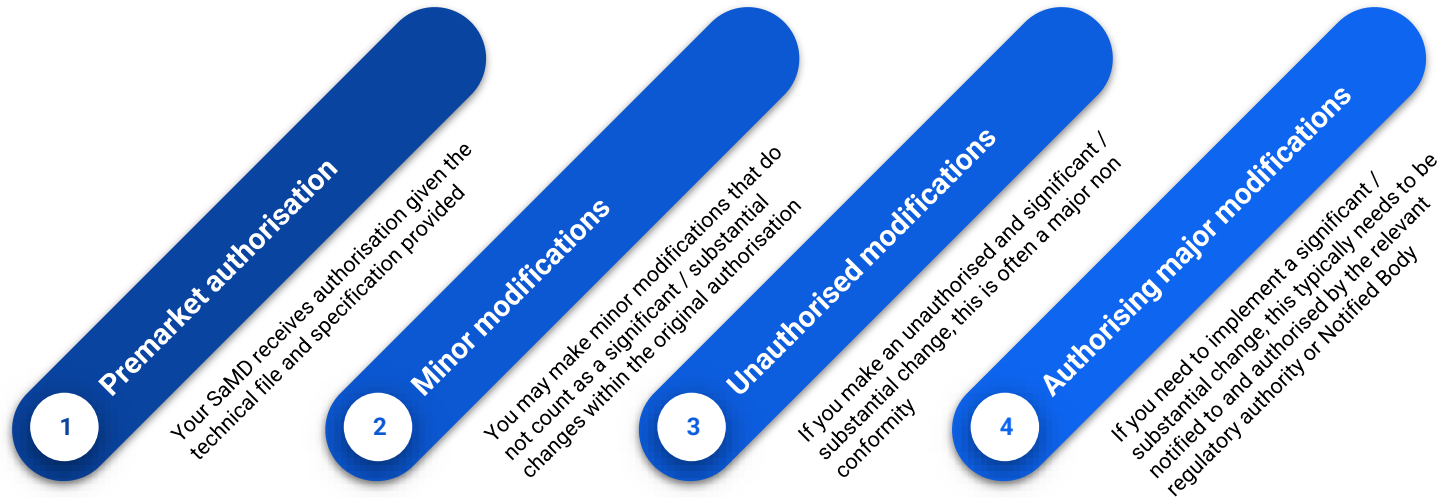 1
Premarket authorisation
Your SaMD receives authorisation given the
technical file and specification provided
2
Minor modifications
You may make minor modifications that do
not count as a significant / substantial
changes within the original authorisation
3
Unauthorised modifications
If you make an unauthorised and significant /
substantial change, this is often a major non
conformity
4
Authorising major modifications
If you need to implement a significant /
substantial change, this typically needs to be
notified to and authorised by the relevant
regulatory authority or Notified Body